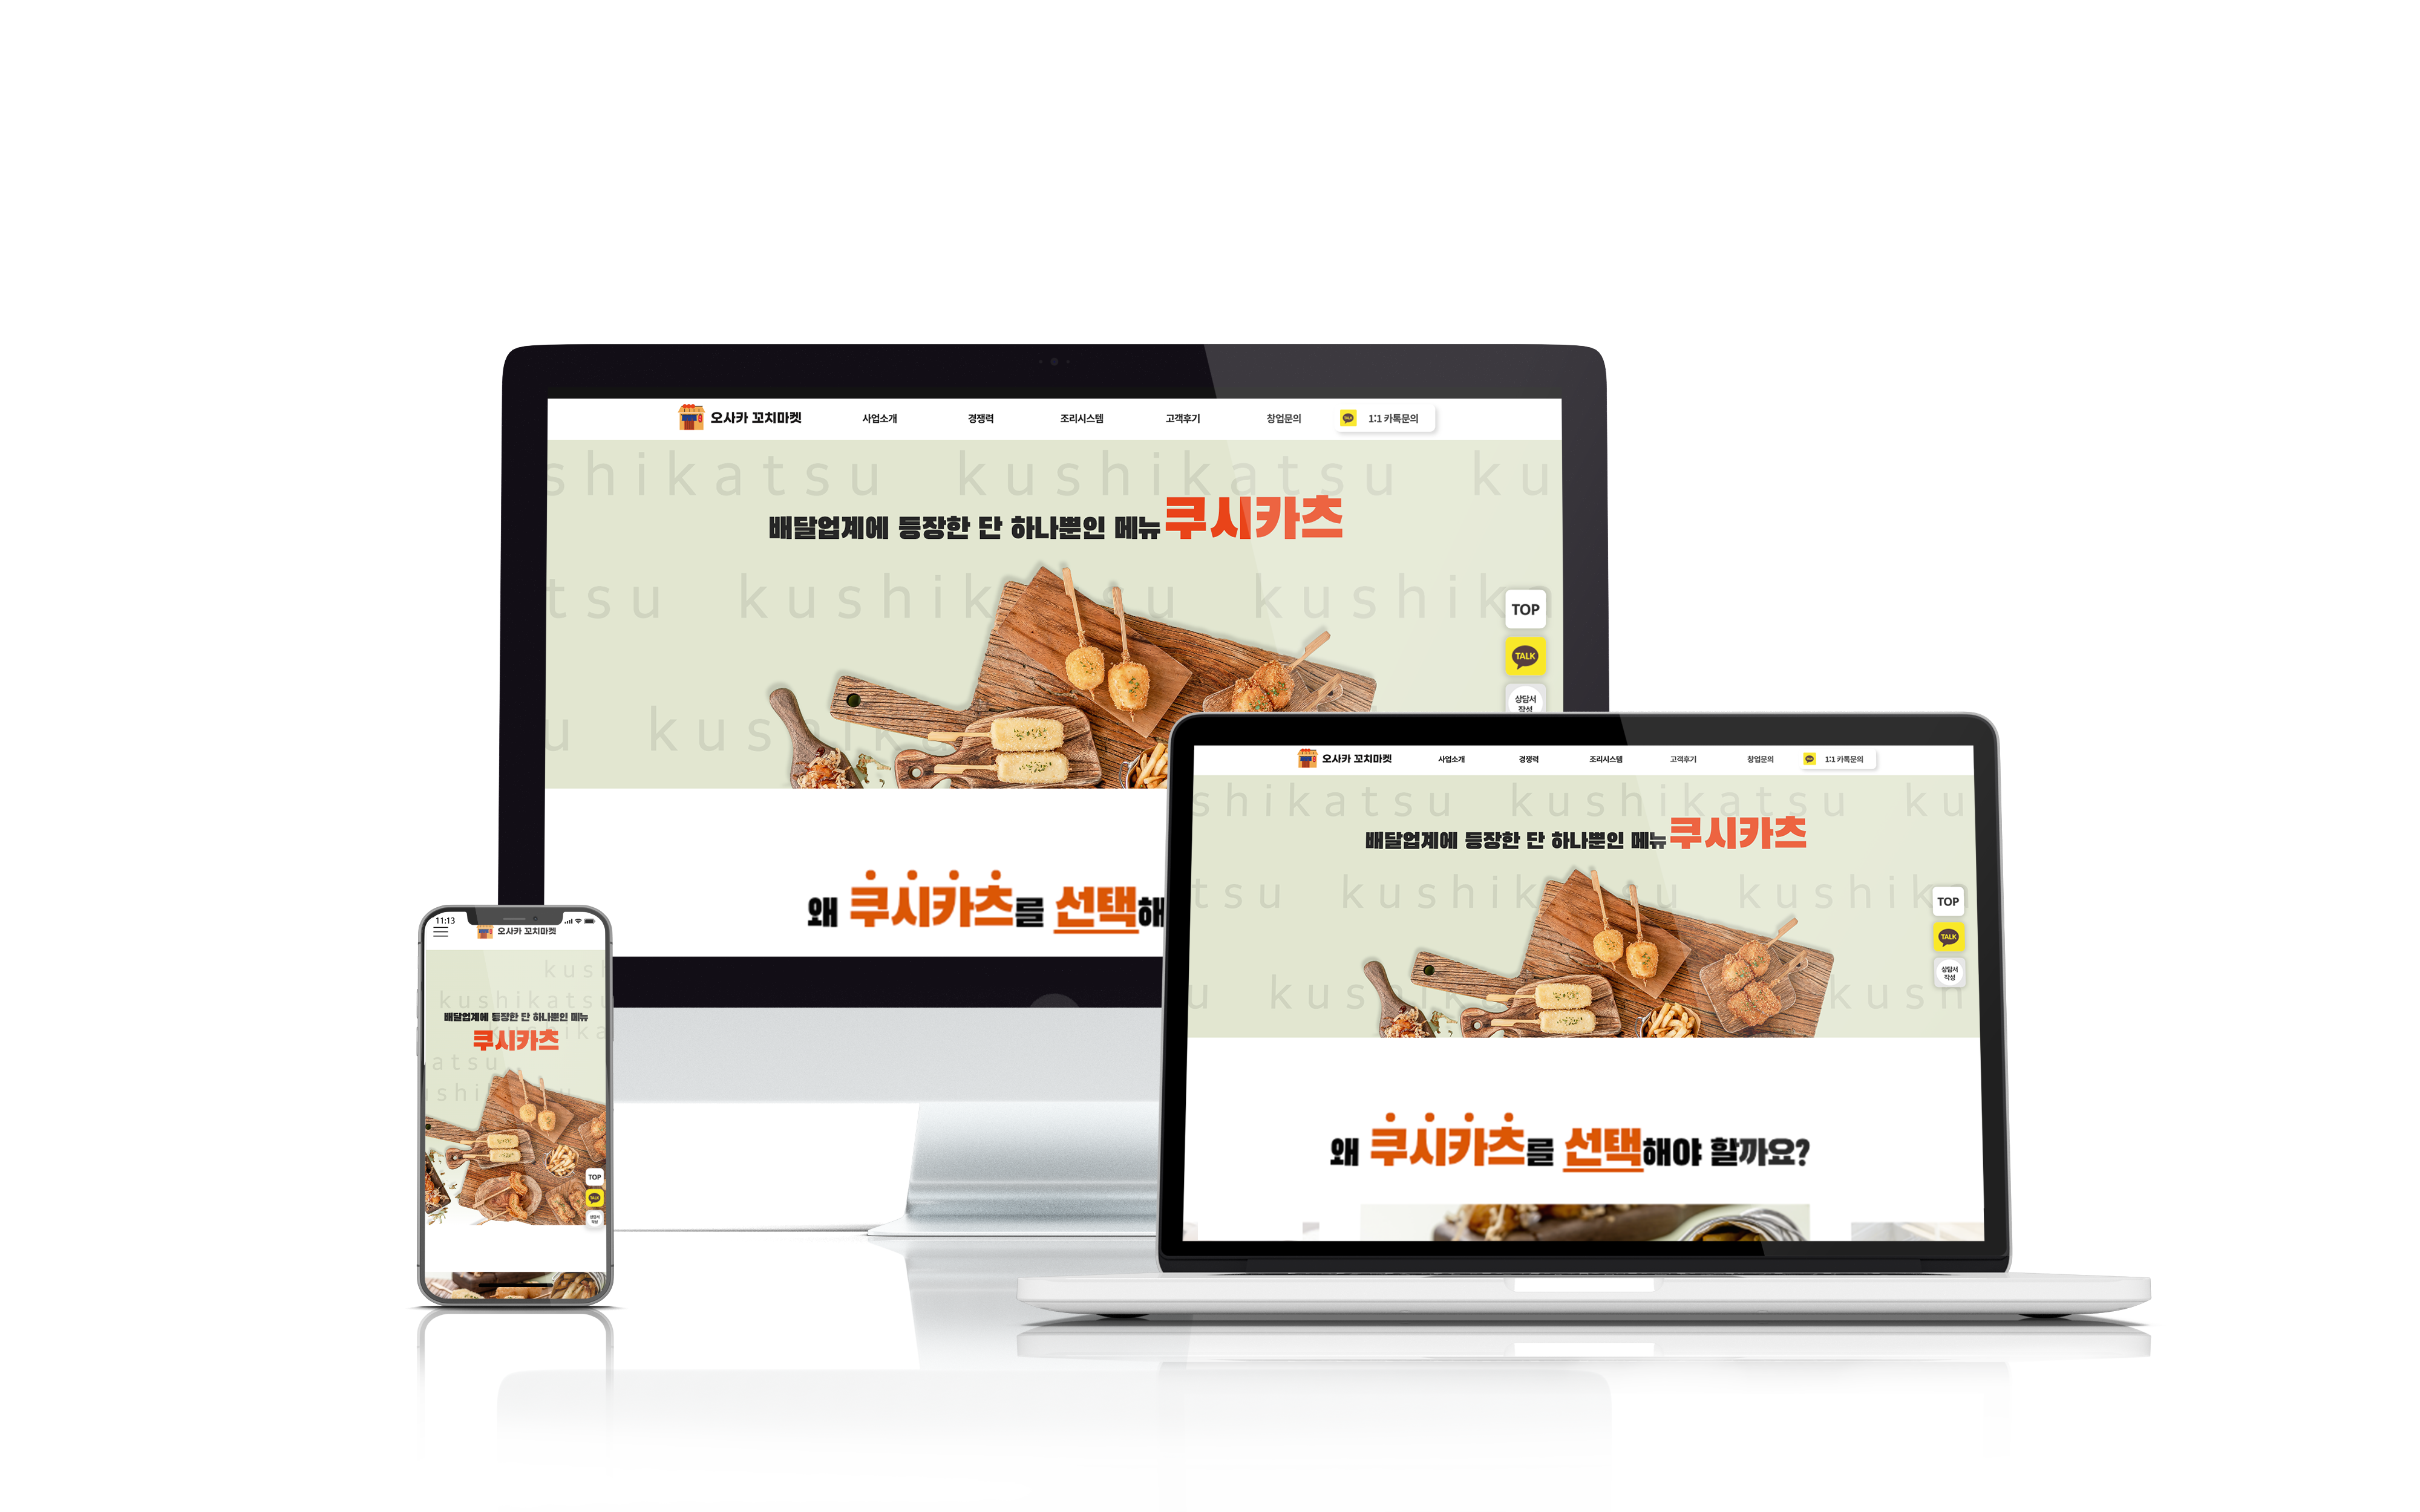 오사카 꼬치마켓 사업소개 경쟁력 조리시스템 고객후기 창업문의 TALK 1:1 카톡문의
shikatsu kushikatsu ku
배달업계에 등장한 단 하나뿐인 메뉴 쿠시카츠
tsu kushik su kushik
TOP
TALK
상담서
작성
u kus
왜 쿠시카츠를 선택해
오사카 꼬치마켓 사업소개 경쟁력 조리시스템 고객후기 창업문의 1:1 카톡문의
shikatsu kushikatsu ku
배달업계에 등장한 단 하나뿐인 메뉴 쿠시카츠
tsu kushik u kushik
TOP
TALK
상담서
작성
u kus kush
왜 쿠시카츠를 선택해야 할까요?
11:13
오사카 꼬치마켓
kus
kushikatsu
배달업계에 등장한 단 하나뿐인 메뉴
쿠시카츠
atsu
shi
TOP
TALK
상담서
작성